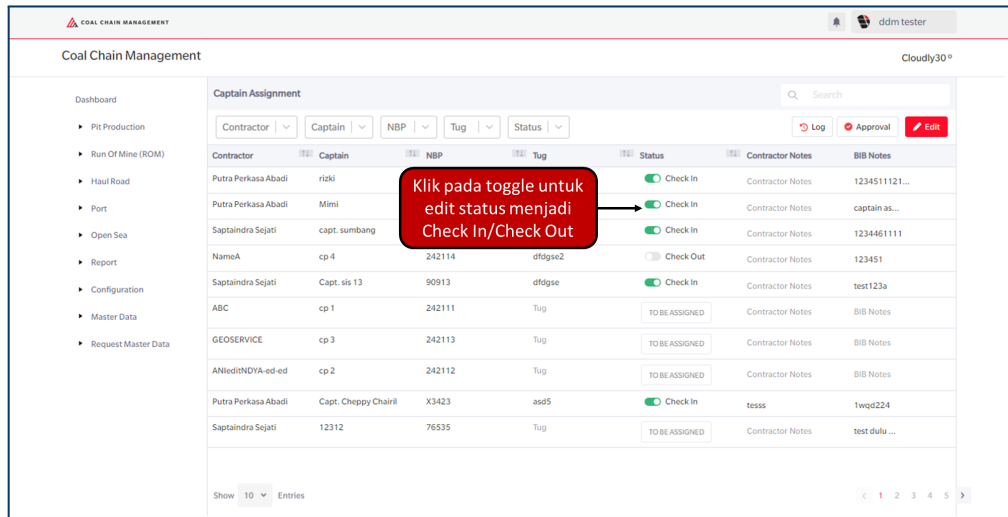 COAL CHAIN MANAGEMENT
ddm tester
Coal Chain Management
Cloudly30°
Dashboard
Pit Production
Run Of Mine (ROM)
Haul Road
Port
Open Sea
Report
Configuration
Master Data
Request Master Data
Captain Assignment
Search
Contractor Captain NBP Tug Status
Log Approval Edit
Contractor Captain NBP Tug Status Contractor Notes BIB Notes
Putra Perkasa Abadi rizki Check In Contractor Notes 1234511121...
Putra Perkasa Abadi Mimi Check In Contractor Notes captain as...
Saptaindra Sejati capt. sumbang Check In Contractor Notes 1234461111
NameA cp 4 242114 dfdgse2 Check Out Contractor Notes 123451
Saptaindra Sejati Capt. sis 13 90913 dfdgse Check In Contractor Notes test123a
ABC cp 1 242111 Tug TO BE ASSIGNED Contractor Notes BIB Notes
GEOSERVICE cp 3 242113 Tug TO BE ASSIGNED Contractor Notes BIB Notes
ANIeditNDYA-ed-ed cp 2 242112 Tug TO BE ASSIGNED Contractor Notes BIB Notes
Putra Perkasa Abadi Capt. Cheppy Chairil X3423 asd5 Check In tesss 1wqd224
Saptaindra Sejati 12312 76535 Tug TO BE ASSIGNED Contractor Notes test dulu ...
Klik pada toggle untuk
edit status menjadi
Check In/Check Out
Show 10 Entries
< 1 2 3 4 5 >